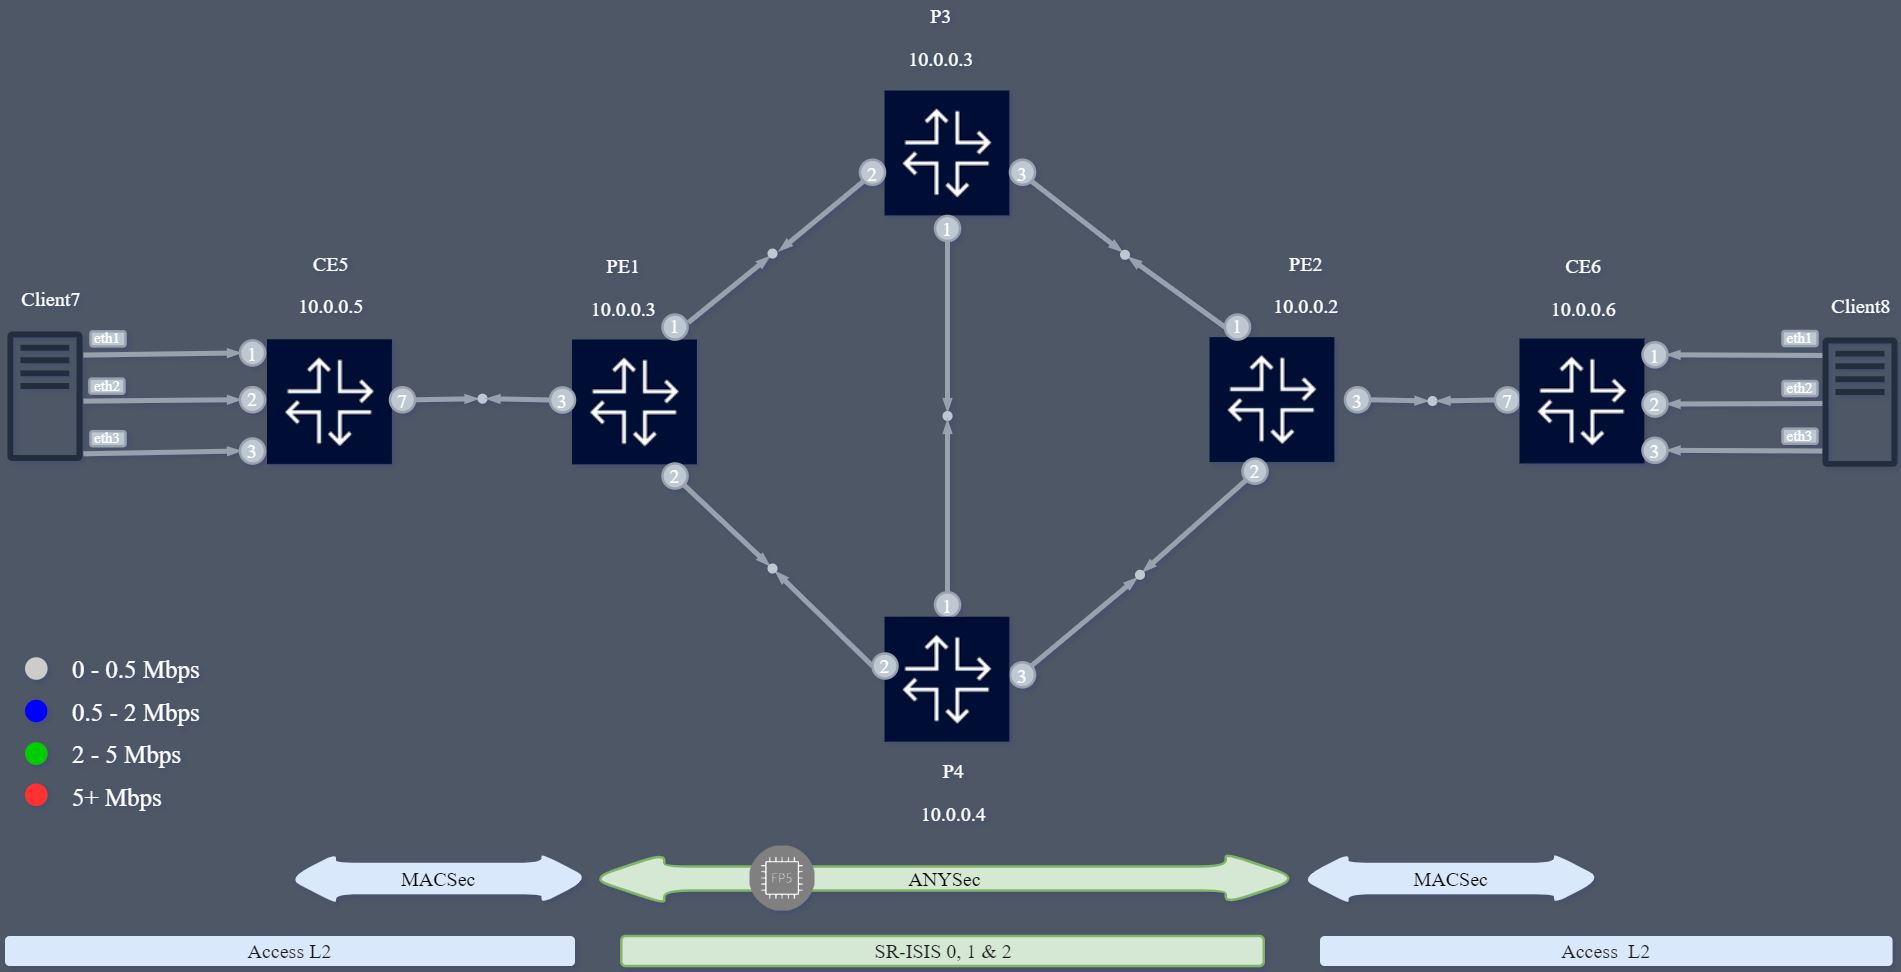 P3
10.0.0.3
2
3
1
CE5
10.0.0.5
PE1
10.0.0.3
PE2
10.0.0.2
CE6
10.0.0.6
Client7
Client8
eth1
eth2
eth3
1
2
3
7
3
1
2
1
2
3
7
1
2
3
eth1
eth2
eth3
1
2
3
P4
10.0.0.4
0 - 0.5 Mbps
0.5 - 2 Mbps
2 - 5 Mbps
5+ Mbps
MACSec
FP5
ANYSec
MACSec
Access L2
SR-ISIS 0, 1 & 2
Access L2